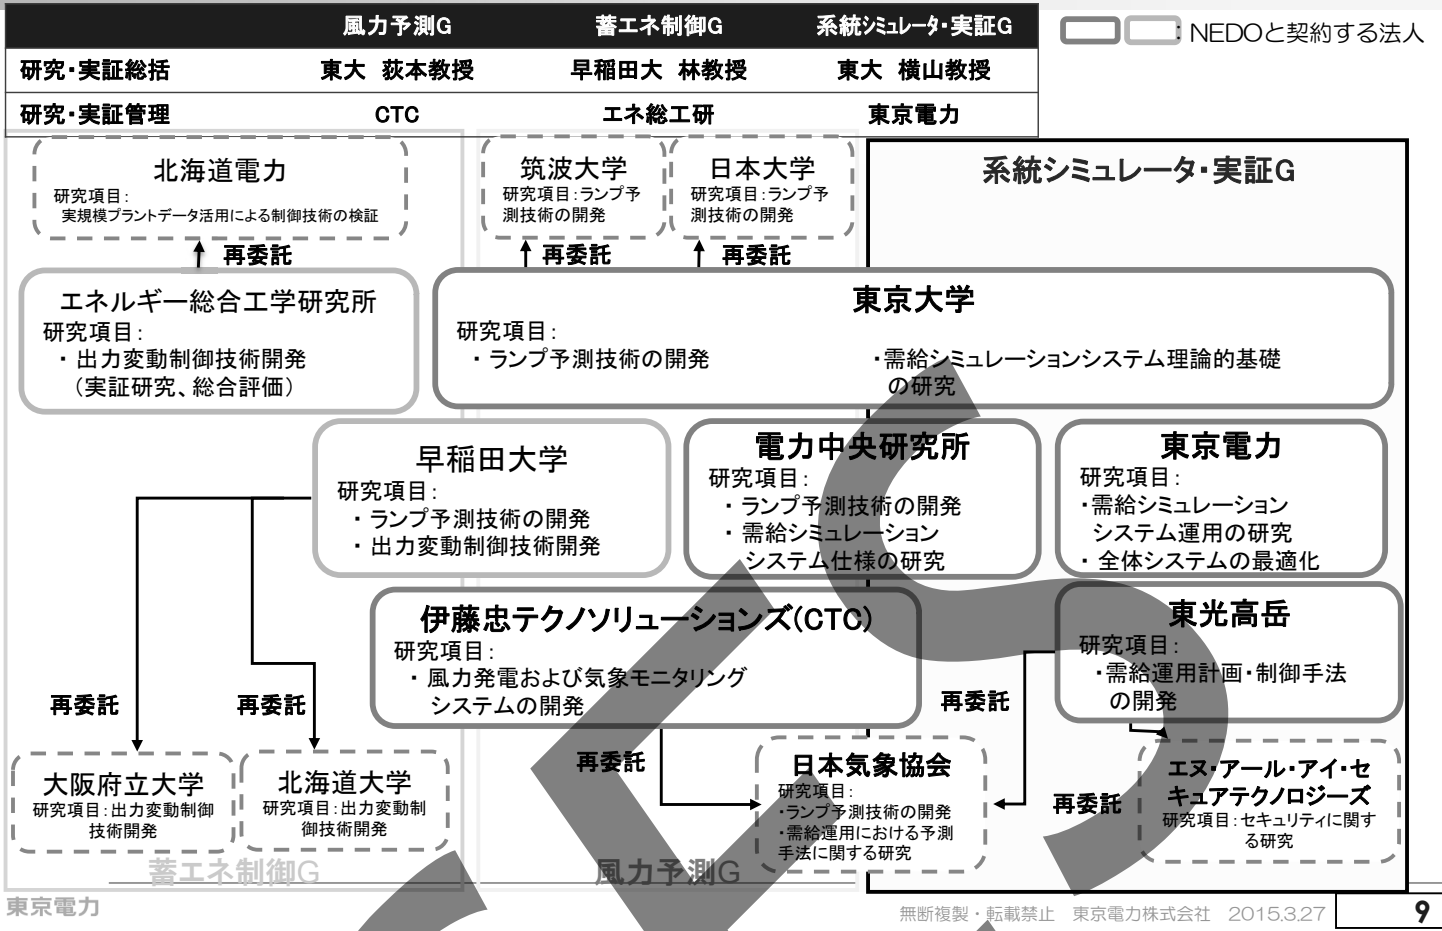 風力予測G 蓄エネ制御G 系統シミュレータ・実証G
研究・実証総括 東大 荻本教授 早稲田大 林教授 東大 横山教授
研究・実証管理 CTC エネ総工研 東京電力
: NEDOと契約する法人
北海道電力
研究項目:
実規模プラントデータ活用による制御技術の検証
筑波大学
研究項目:ランプ予
測技術の開発
日本大学
研究項目:ランプ予
測技術の開発
系統シミュレータ・実証G
再委託
再委託
再委託
エネルギー総合工学研究所
研究項目:
・出力変動制御技術開発
(実証研究、総合評価)
東京大学
研究項目:
・ランプ予測技術の開発
・需給シミュレーションシステム理論的基礎
の研究
早稲田大学
研究項目:
・ランプ予測技術の開発
・出力変動制御技術開発
電力中央研究所
研究項目:
・ランプ予測技術の開発
・需給シミュレーション
システム仕様の研究
東京電力
研究項目:
・需給シミュレーション
システム運用の研究
・全体システムの最適化
伊藤忠テクノソリューションズ(CTC)
研究項目:
・風力発電および気象モニタリング
システムの開発
東光高岳
研究項目:
・需給運用計画・制御手法
の開発
再委託
再委託
再委託
再委託
再委託
大阪府立大学
研究項目:出力変動制御
技術開発
北海道大学
研究項目:出力変動制
御技術開発
日本気象協会
研究項目:
・ランプ予測技術の開発
・需給運用における予測
手法に関する研究
エヌ・アール・アイ・セ
キュアテクノロジーズ
研究項目:セキュリティに関す
る研究
蓄エネ制御G
風力予測G
東京電力
無断複製・転載禁止 東京電力株式会社 2015.3.27
9